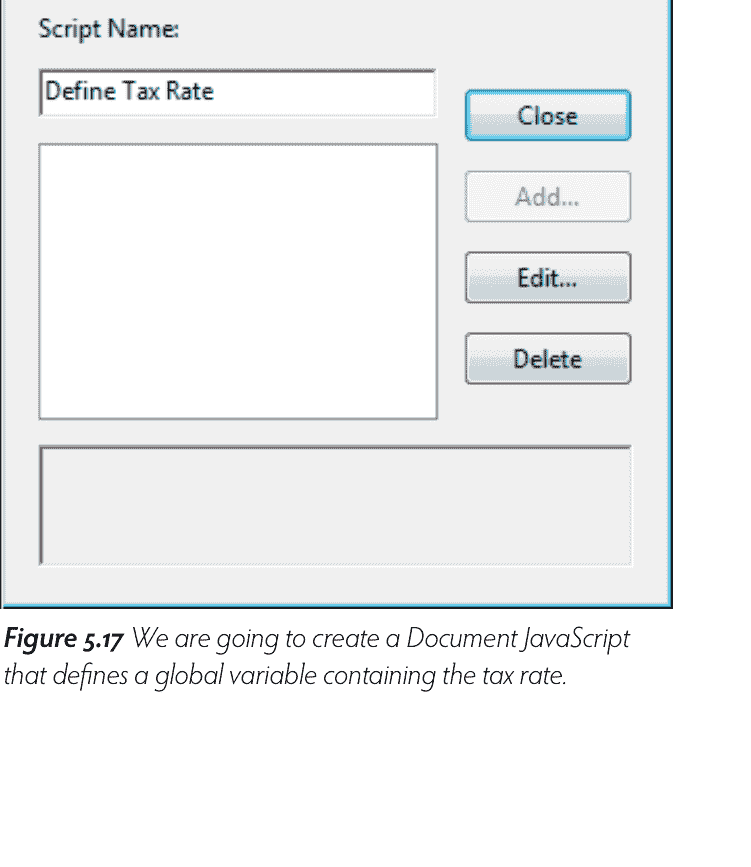 Script Name:
Define Tax Rate
Close
Add...
Edit...
Delete
Figure 5.17 We are going to create a Document JavaScript
that defines a global variable containing the tax rate.